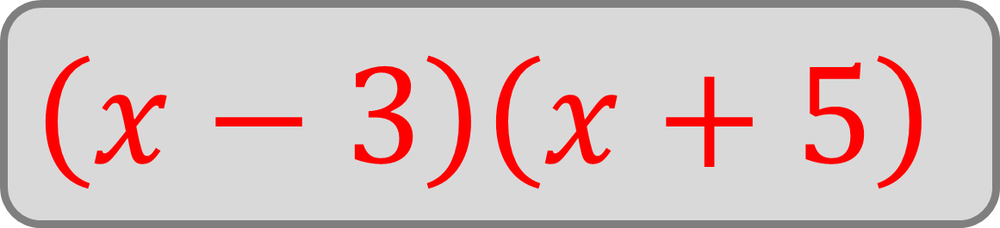 (x − 3)(x + 5)